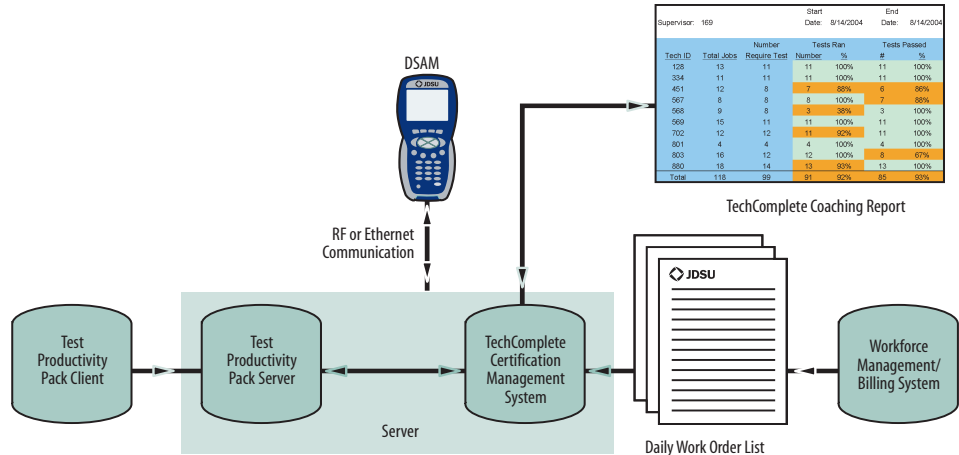 Start End
Supervisor: 169 Date: 8/14/2004 Date: 8/14/2004
Number Tests Ran Tests Passed
Tech ID Total Jobs Require Test Number % # %
128 13 11 11 100% 11 100%
334 11 11 11 100% 11 100%
451 12 8 7 88% 6 86%
567 8 8 8 100% 7 88%
568 9 8 3 38% 3 100%
569 15 11 11 100% 11 100%
702 12 12 11 92% 11 100%
801 4 4 4 100% 4 100%
803 16 12 12 100% 8 67%
880 18 14 13 93% 13 100%
Total 118 99 91 92% 85 93%
TechComplete Coaching Report
DSAM
JDSU
RF or Ethernet
Communication
JDSU
Test
Productivity
Pack Client
Test
Productivity
Pack Server
TechComplete
Certification
Management
System
Workforce
Management/
Billing System
Server
Daily Work Order List